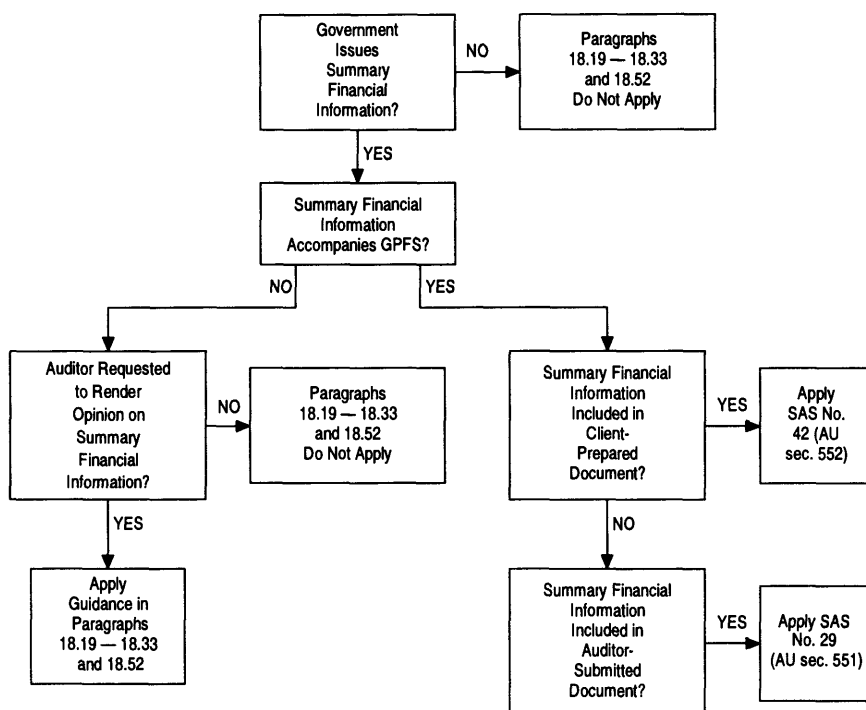 Government
Issues
Summary
Financial
Information?
NO
Paragraphs
18.19 — 18.33
and 18.52
Do Not Apply
YES
Summary Financial
Information
Accompanies GPFS?
NO
YES
Auditor Requested
to Render
Opinion on
Summary
Financial
Information?
NO
Paragraphs
18.19 — 18.33
and 18.52
Do Not Apply
Summary Financial
Information
Included in
Client-
Prepared
Document?
YES
Apply
SAS No.
42 (AU
sec. 552)
YES
NO
Apply
Guidance in
Paragraphs
18.19 — 18.33
and 18.52
Summary Financial
Information
Included in
Auditor-
Submitted
Document?
YES
Apply SAS
No. 29
(AU sec. 551)